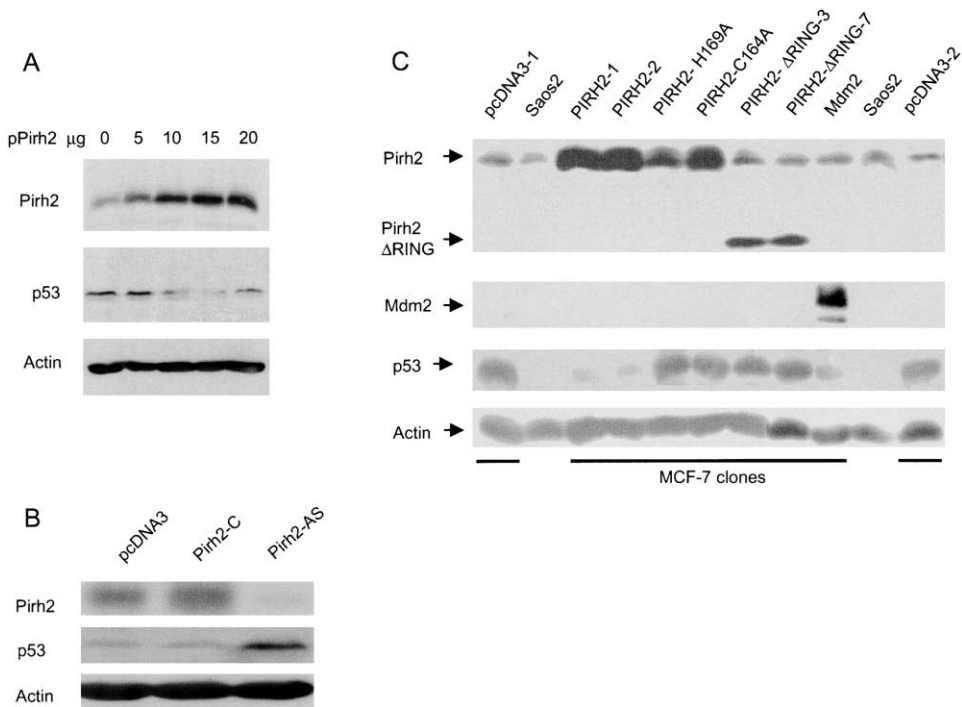 A
pPirh2 μg 0 5 10 15 20
Pirh2
p53
Actin
B
pcDNA3 Pirh2-C Pirh2-AS
Pirh2
p53
Actin
C
pcDNA3-1 Saos2 PIRH2-1 PIRH2-2 PIRH2- H169A PIRH2-C164A PIRH2- ΔRING-3 PIRH2-ΔRING-7 Mdm2 Saos2 pcDNA3-2
Pirh2
Pirh2
ΔRING
Mdm2
p53
Actin
MCF-7 clones